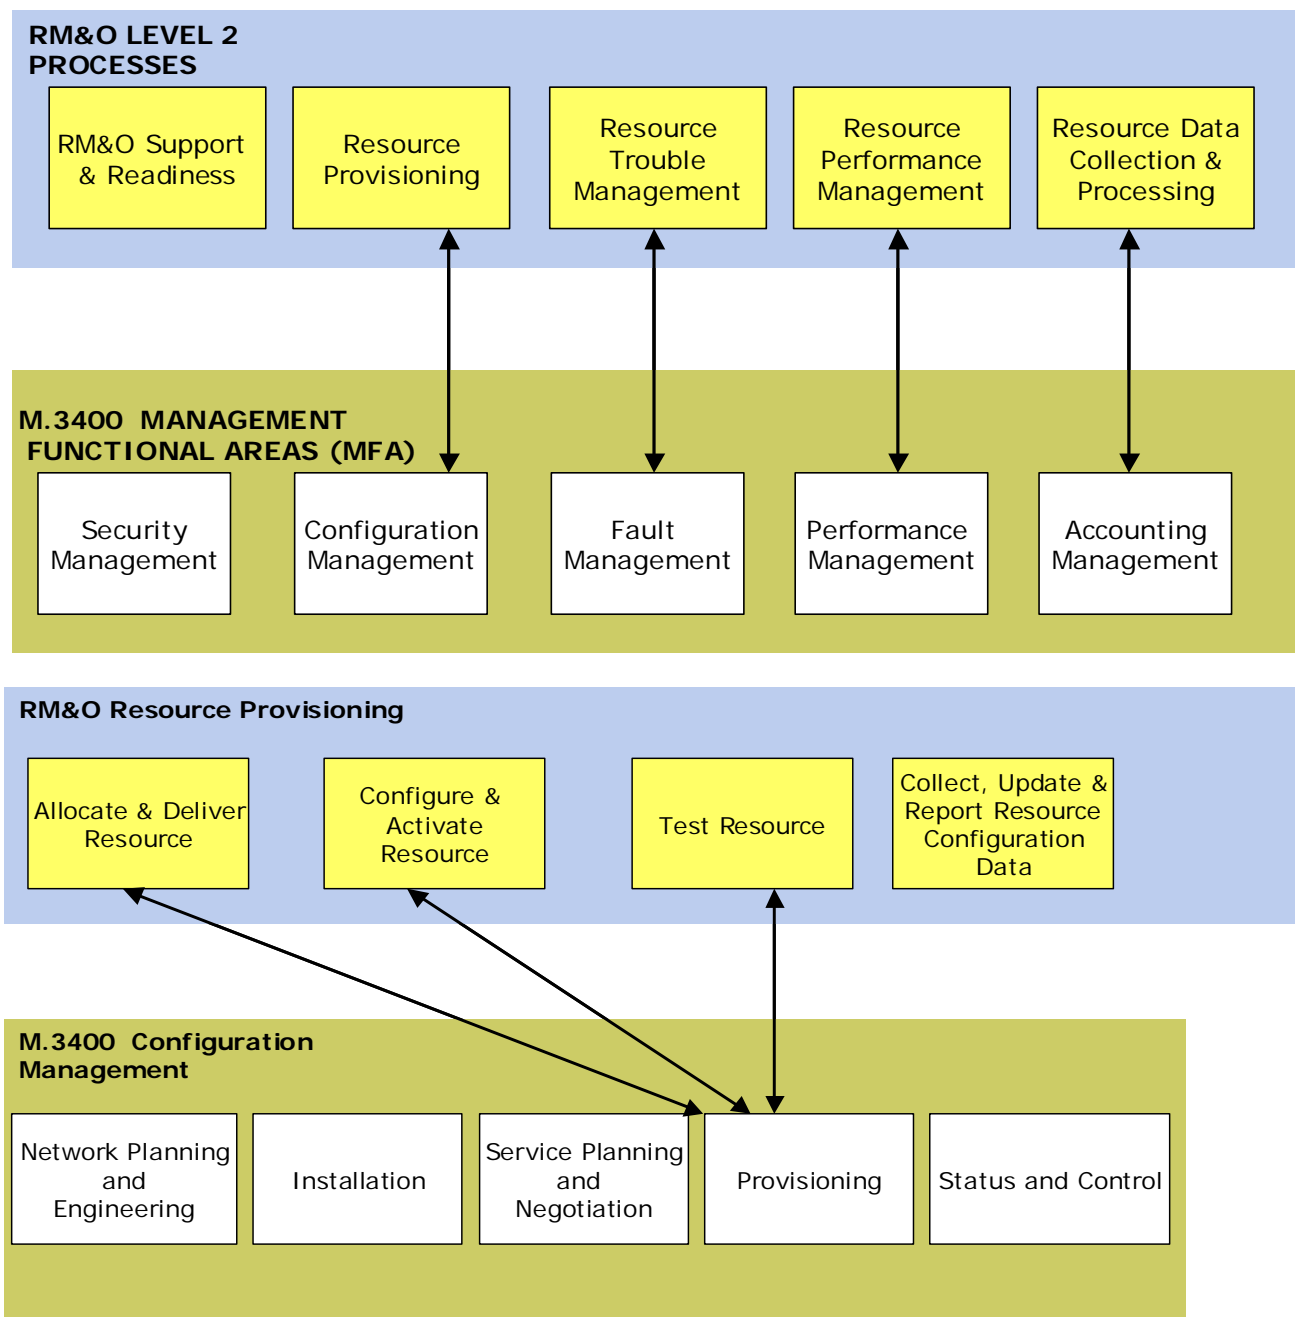 RM&O LEVEL 2
PROCESSES
RM&O Support
& Readiness
Resource
Provisioning
Resource
Trouble
Management
Resource
Performance
Management
Resource Data
Collection &
Processing
M.3400 MANAGEMENT
FUNCTIONAL AREAS (MFA)
Security
Management
Configuration
Management
Fault
Management
Performance
Management
Accounting
Management
RM&O Resource Provisioning
Allocate & Deliver
Resource
Configure &
Activate
Resource
Test Resource
Collect, Update &
Report Resource
Configuration
Data
M.3400 Configuration
Management
Network Planning
and
Engineering
Installation
Service Planning
and
Negotiation
Provisioning
Status and Control